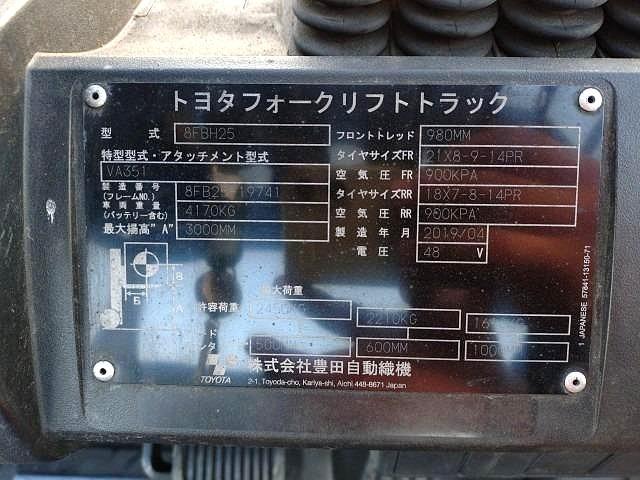 トヨタフォークリフトトラック
型式 8FBH25
フロントトレッド 980MM
特型型式・アタッチメント型式
VA351
タイヤサイズFR 21X8-9-14PR
空気圧FR 900KPA
製造番号
(フレームNO.) 19741
タイヤサイズRR 18X7-8-14PR
車両重量
(バッテリー含む) 4170KG
空気圧RR
最大揚高"A" 3000MM
製造年月 2019/04
電圧 48 V
B
A
大荷重
許容荷重 2210KG
600MM
TOYOTA
株式会社豊田自動織機
2-1, Toyoda-cho, Kariya-shi, Aichi 448-8671 Japan
1 JAPANESE 57841-13150-71